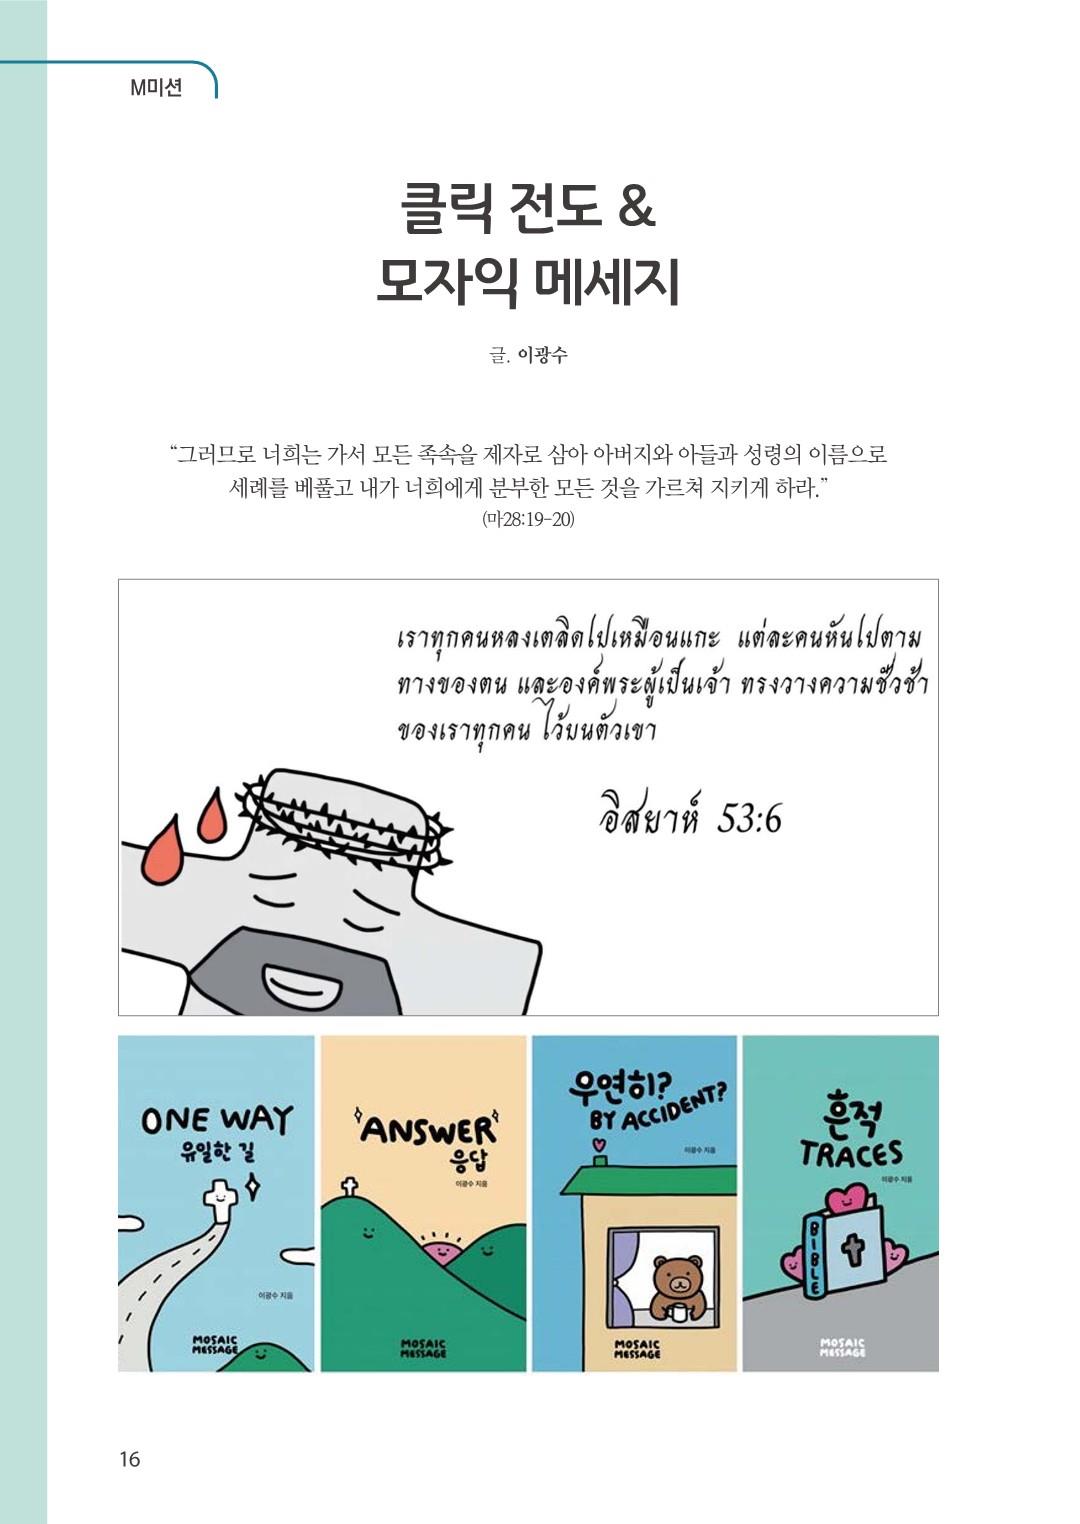 M미션
클릭 전도 &
모자익 메세지
글. 이광수
“그러므로 너희는 가서 모든 족속을 제자로 삼아 아버지와 아들과 성령의 이름으로
세례를 베풀고 내가 너희에게 분부한 모든 것을 가르쳐 지키게 하라.”
(마28:19-20)
เราทุกคนหลงเตลิดไปเหมือนแกะ แต่ละคนหันไปตาม
ทางของตน และองค์พระผู้เป็นเจ้า ทรงวางความชั่วช้า
ของเราทุกคน ไว้บนตัวเขา
อิสยาห์ 53:6
ONE WAY
유일한 길
이광수 지음
MOSAIC
MESSAGE
ANSWER
응답
이광수 지음
MOSAIC
MESSAGE
우연히?
BY ACCIDENT?
이광수 지음
MOSAIC
MESSAGE
흔적
TRACES
이광수 지음
BIBLE
MOSAIC
MESSAGE
16